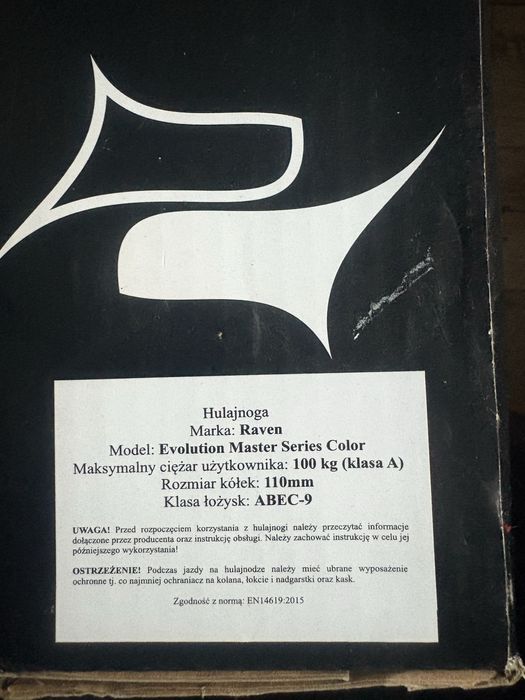 Hulajnoga
Marka: Raven
Model: Evolution Master Series Color
Maksymalny ciężar użytkownika: 100 kg (klasa A)
Rozmiar kółek: 110mm
Klasa łożysk: ABEC-9
UWAGA! Przed rozpoczęciem korzystania z hulajnogi należy przeczytać informacje
dołączone przez producenta oraz instrukcję obsługi. Należy zachować instrukcję w celu jej
późniejszego wykorzystania!
OSTRZEŻENIE! Podczas jazdy na hulajnodze należy mieć ubrane wyposażenie
ochronne tj. co najmniej ochraniacz na kolana, łokcie i nadgarstki oraz kask.
Zgodność z normą: EN14619:2015